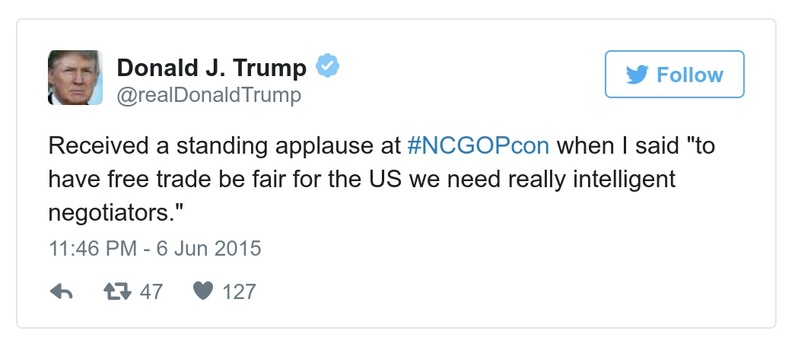 Donald J. Trump
Follow
@realDonaldTrump
Received a standing applause at #NCGOPcon when I said "to
have free trade be fair for the US we need really intelligent
negotiators."
11:46 PM - 6 Jun 2015
47 127